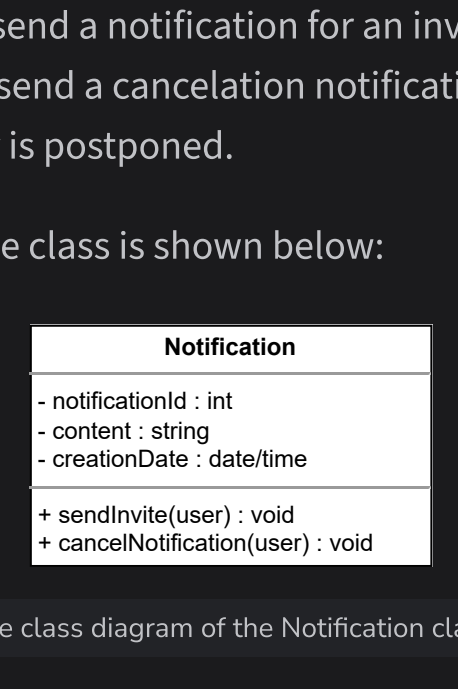 send a notification for an inv
send a cancelation notificati
is postponed.
e class is shown below:
Notification
- notificationId : int
- content : string
- creationDate : date/time
+ sendInvite(user) : void
+ cancelNotification(user) : void
e class diagram of the Notification cla